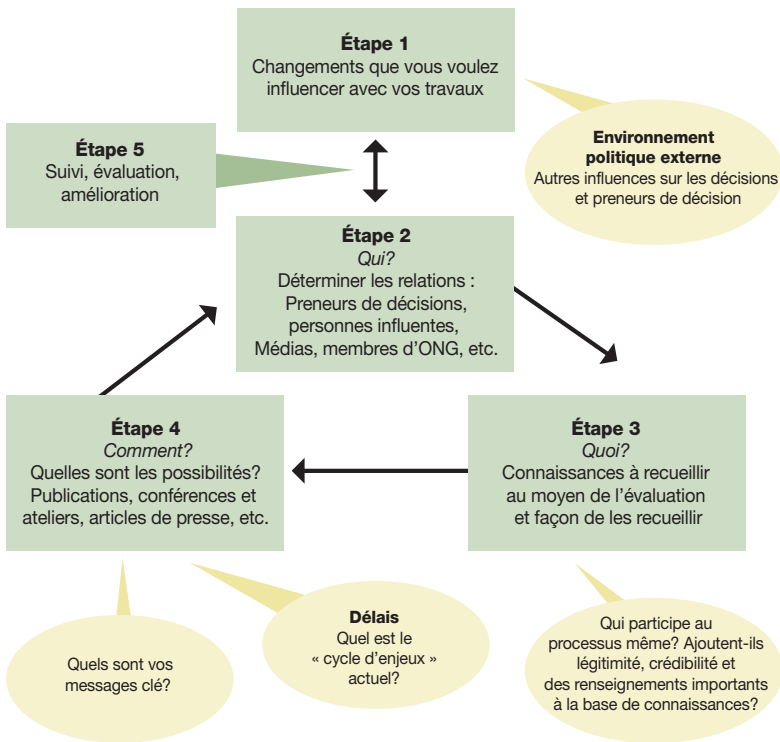 Étape 1
Changements que vous voulez
influencer avec vos travaux
Environnement
politique externe
Autres influences sur les décisions
et preneurs de décision
Étape 5
Suivi, évaluation,
amélioration
Étape 2
Qui?
Déterminer les relations :
Preneurs de décisions,
personnes influentes,
Médias, membres d’ONG, etc.
Étape 4
Comment?
Quelles sont les possibilités?
Publications, conférences et
ateliers, articles de presse, etc.
Étape 3
Quoi?
Connaissances à recueillir
au moyen de l’évaluation
et façon de les recueillir
Quels sont vos
messages clé?
Délais
Quel est le
« cycle d’enjeux »
actuel?
Qui participe au
processus même? Ajoutent-ils
légitimité, crédibilité et
des renseignements importants
à la base de connaissances?